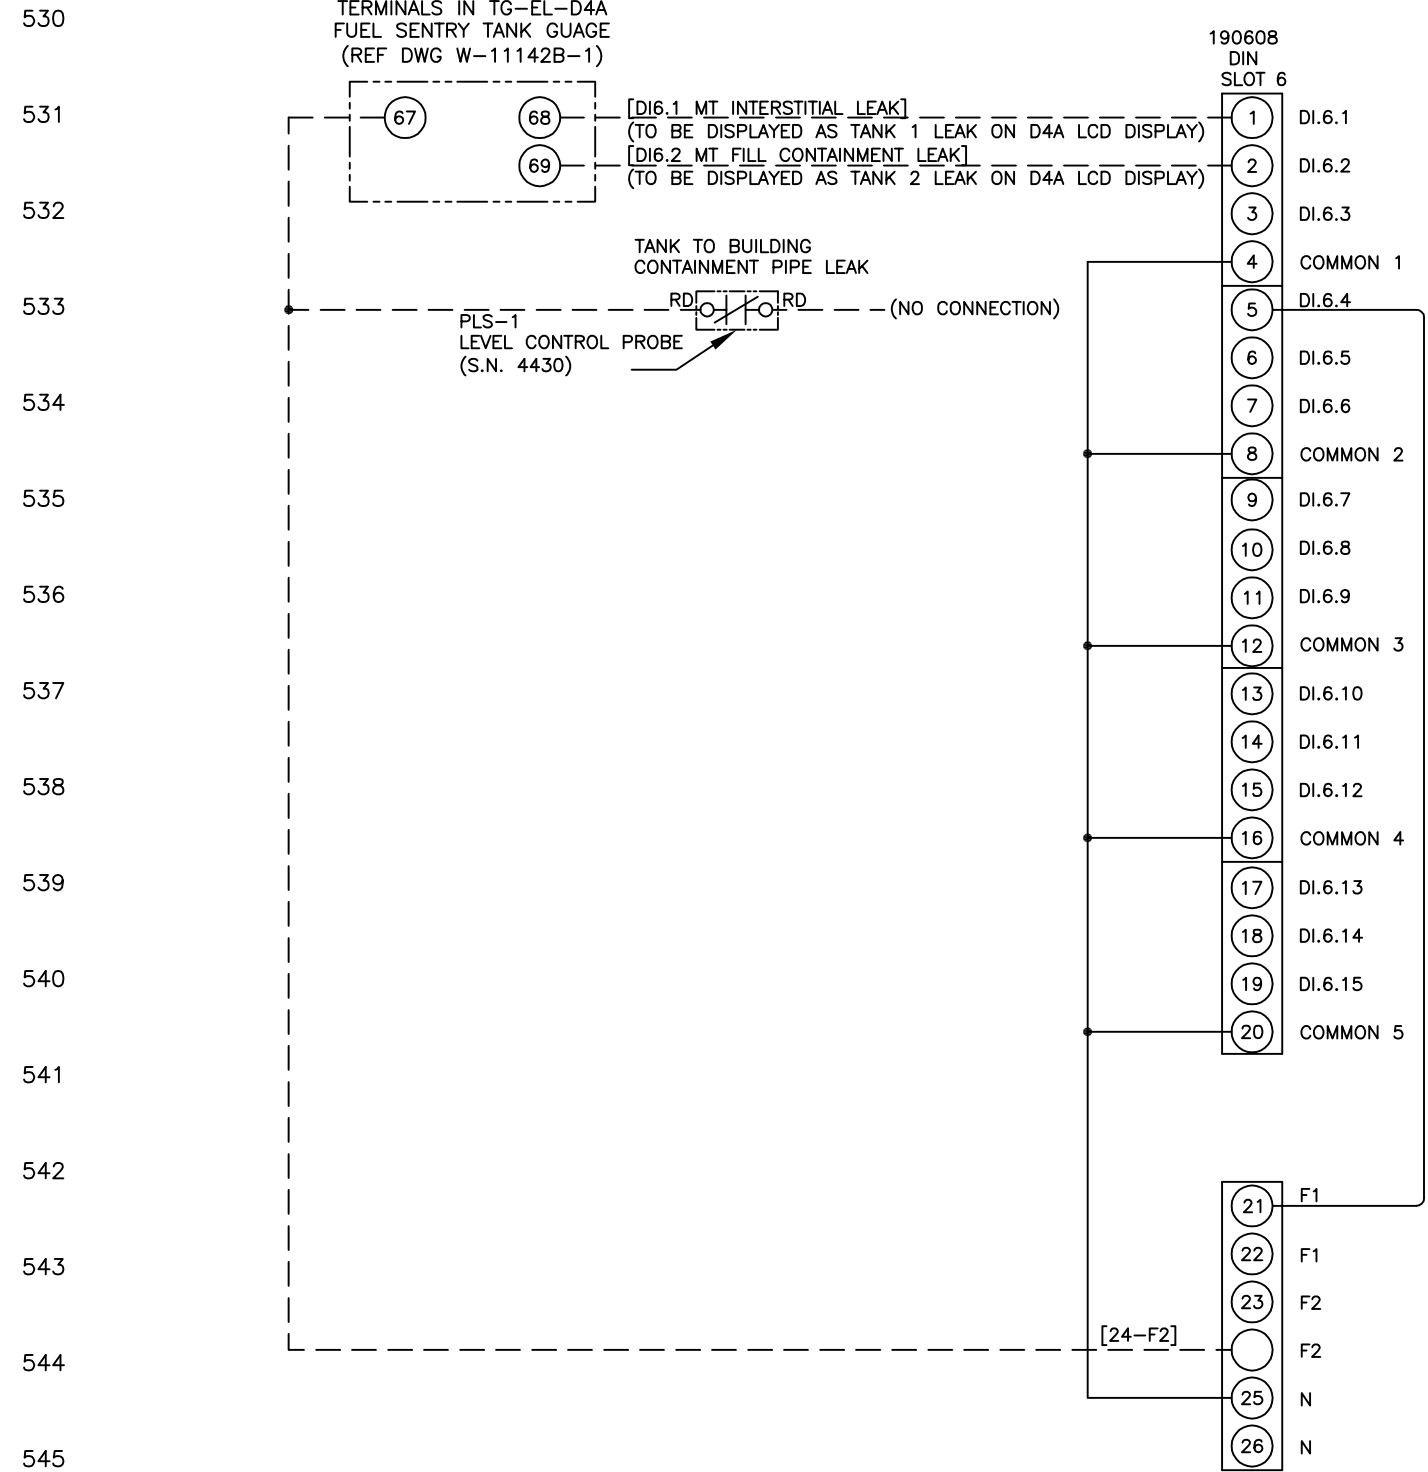 530
TERMINALS IN TG-EL-D4A
FUEL SENTRY TANK GUAGE
(REF DWG W-11142B-1)
190608
DIN
SLOT 6
531
67
68
[DI6.1 MT INTERSTITIAL LEAK]
(TO BE DISPLAYED AS TANK 1 LEAK ON D4A LCD DISPLAY)
1
DI.6.1
69
[DI6.2 MT FILL CONTAINMENT LEAK]
(TO BE DISPLAYED AS TANK 2 LEAK ON D4A LCD DISPLAY)
2
DI.6.2
532
3
DI.6.3
TANK TO BUILDING
CONTAINMENT PIPE LEAK
4
COMMON 1
533
RD
RD
(NO CONNECTION)
5
DI.6.4
PLS-1
LEVEL CONTROL PROBE
(S.N. 4430)
6
DI.6.5
534
7
DI.6.6
8
COMMON 2
535
9
DI.6.7
10
DI.6.8
536
11
DI.6.9
12
COMMON 3
537
13
DI.6.10
14
DI.6.11
538
15
DI.6.12
16
COMMON 4
539
17
DI.6.13
18
DI.6.14
540
19
DI.6.15
20
COMMON 5
541
542
21
F1
543
22
F1
23
F2
544
[24-F2]
F2
25
N
545
26
N